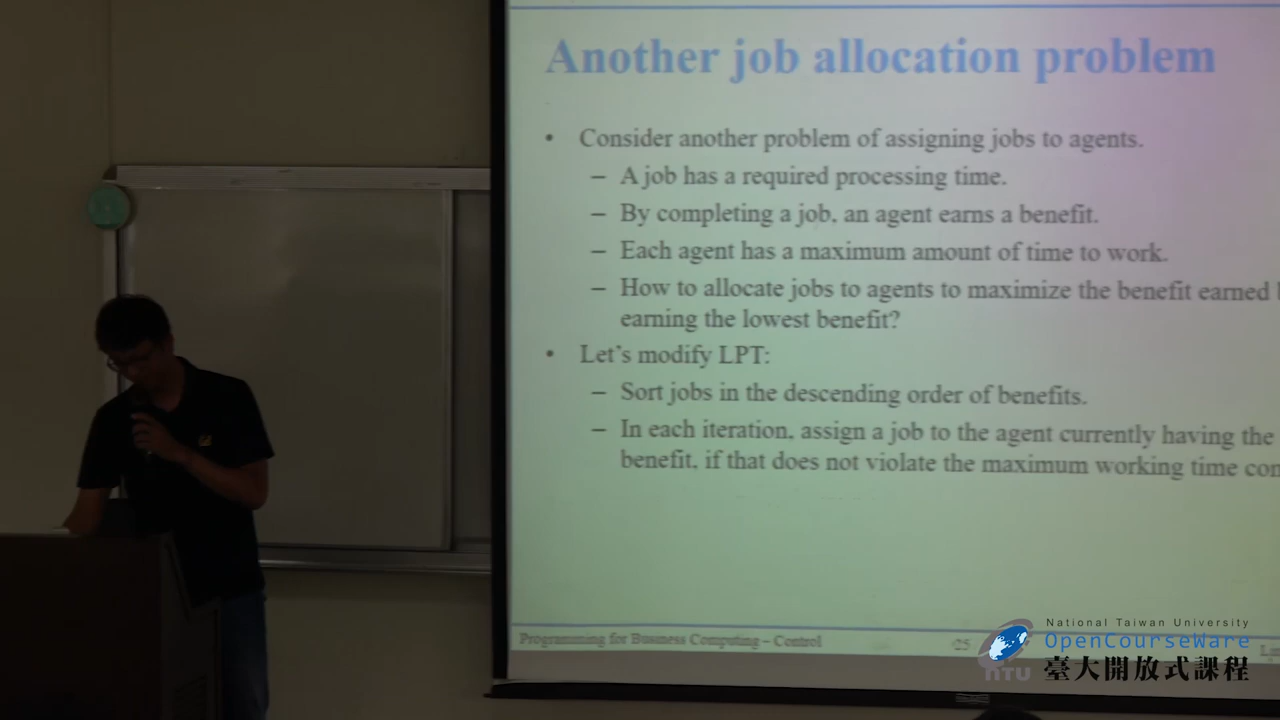 Another job allocation problem
• Consider another problem of assigning jobs to agents.
– A job has a required processing time.
– By completing a job, an agent earns a benefit.
– Each agent has a maximum amount of time to work.
– How to allocate jobs to agents to maximize the benefit earned
earning the lowest benefit?
• Let's modify LPT:
– Sort jobs in the descending order of benefits.
– In each iteration, assign a job to the agent currently having the
benefit, if that does not violate the maximum working time con
Programming for Business Computing – Control
25
National Taiwan University
OpenCourseWare
臺大開放式課程
NTU